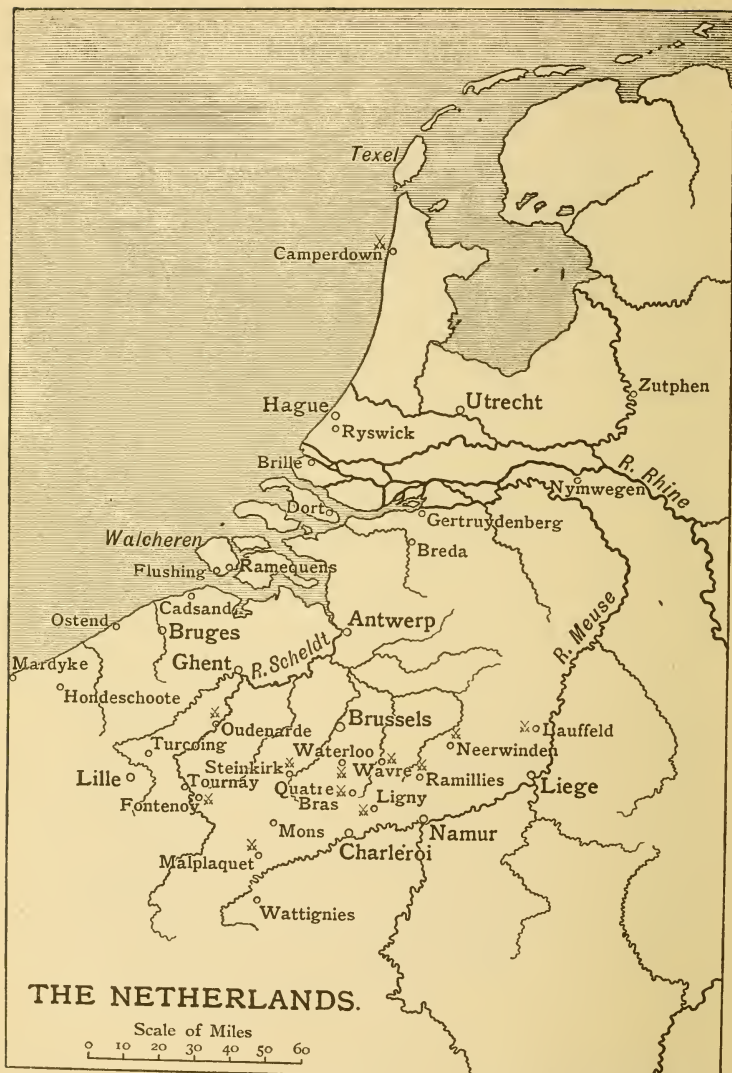 Texel
Camperdown
Zutphen
Hague
Utrecht
Ryswick
Brille
R. Rhine
Nymwegen
Dort
Gertruydenberg
Walcheren
Breda
Flushing
Ramequens
Cadsand
Ostend
Bruges
Antwerp
R. Meuse
Mardyke
Ghent
R. Scheldt
Hondeschoote
Oudenarde
Brussels
Lauffeld
Turcoing
Waterloo
Neerwinden
Steinkirk
Wavre
Lille
Tournay
Ramillies
Liege
Fontenoy
Quatre
Bras
Ligny
Mons
Namur
Charleroi
Malplaquet
Wattignies
THE NETHERLANDS.
Scale of Miles
0 10 20 30 40 50 60